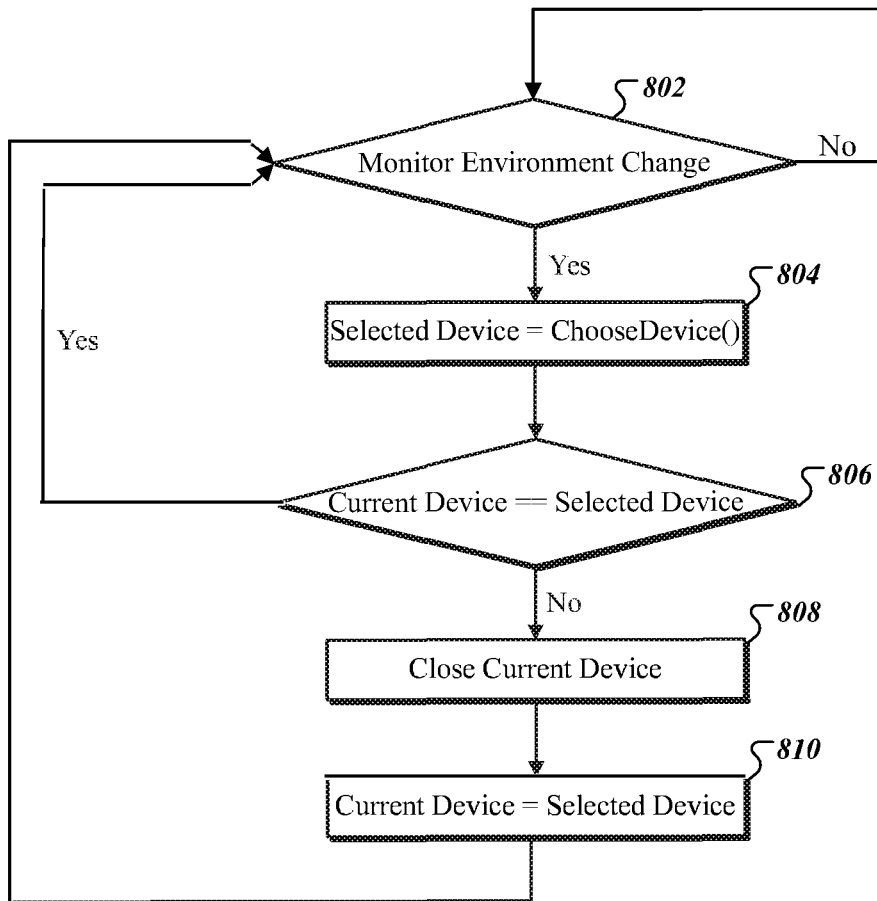 802
Monitor Environment Change
No
Yes
804
Selected Device = ChooseDevice()
Yes
806
Current Device == Selected Device
No
808
Close Current Device
810
Current Device = Selected Device